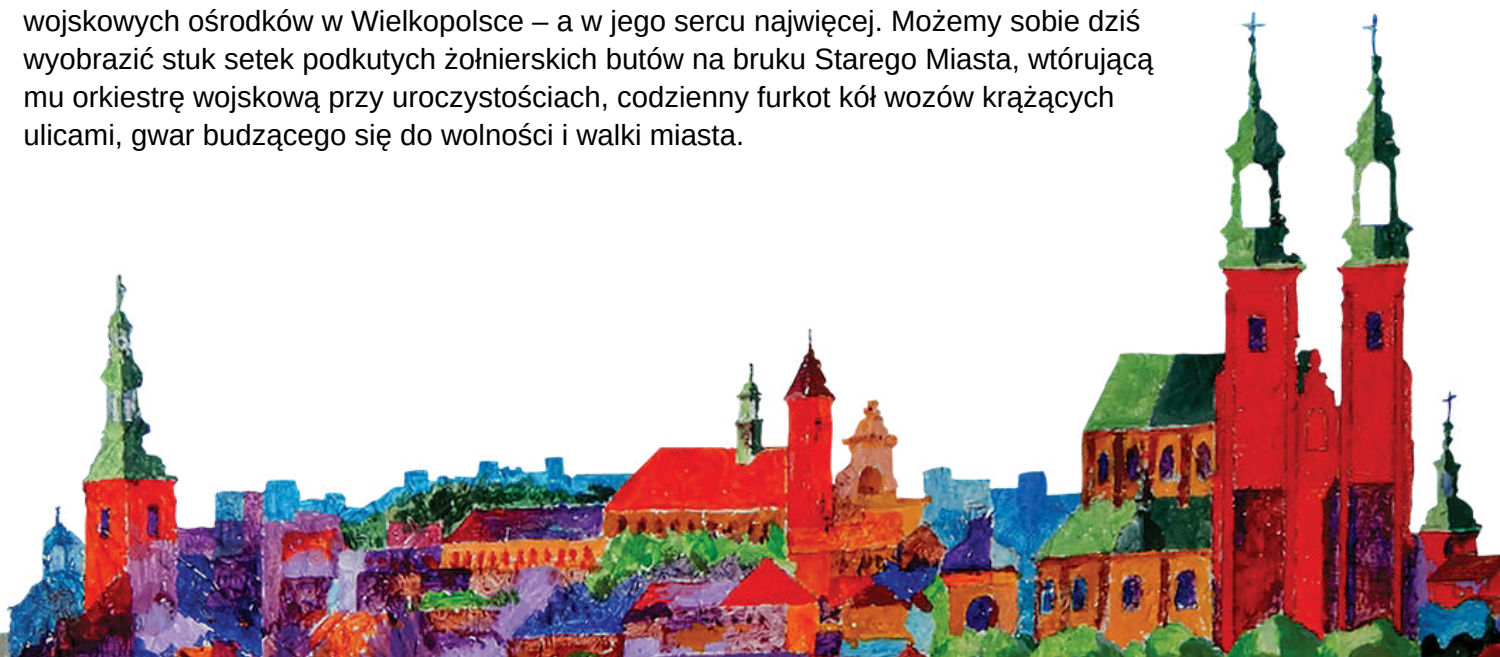 wojskowych ośrodków w Wielkopolsce – a w jego sercu najwięcej. Możemy sobie dziś
wyobrazić stuk setek podkutych żołnierskich butów na bruku Starego Miasta, wtórującą
mu orkiestrę wojskową przy uroczystościach, codzienny furkot kół wozów krążących
ulicami, gwar budzącego się do wolności i walki miasta.